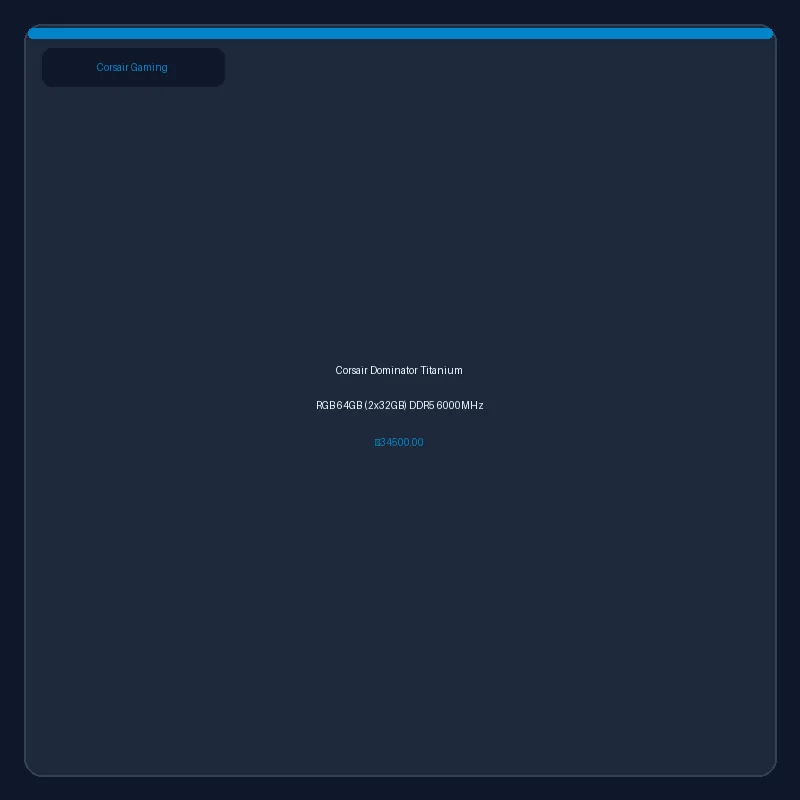 Corsair Gaming
Corsair Dominator Titanium
RGB 64GB (2x32GB) DDR5 6000MHz
34500.00